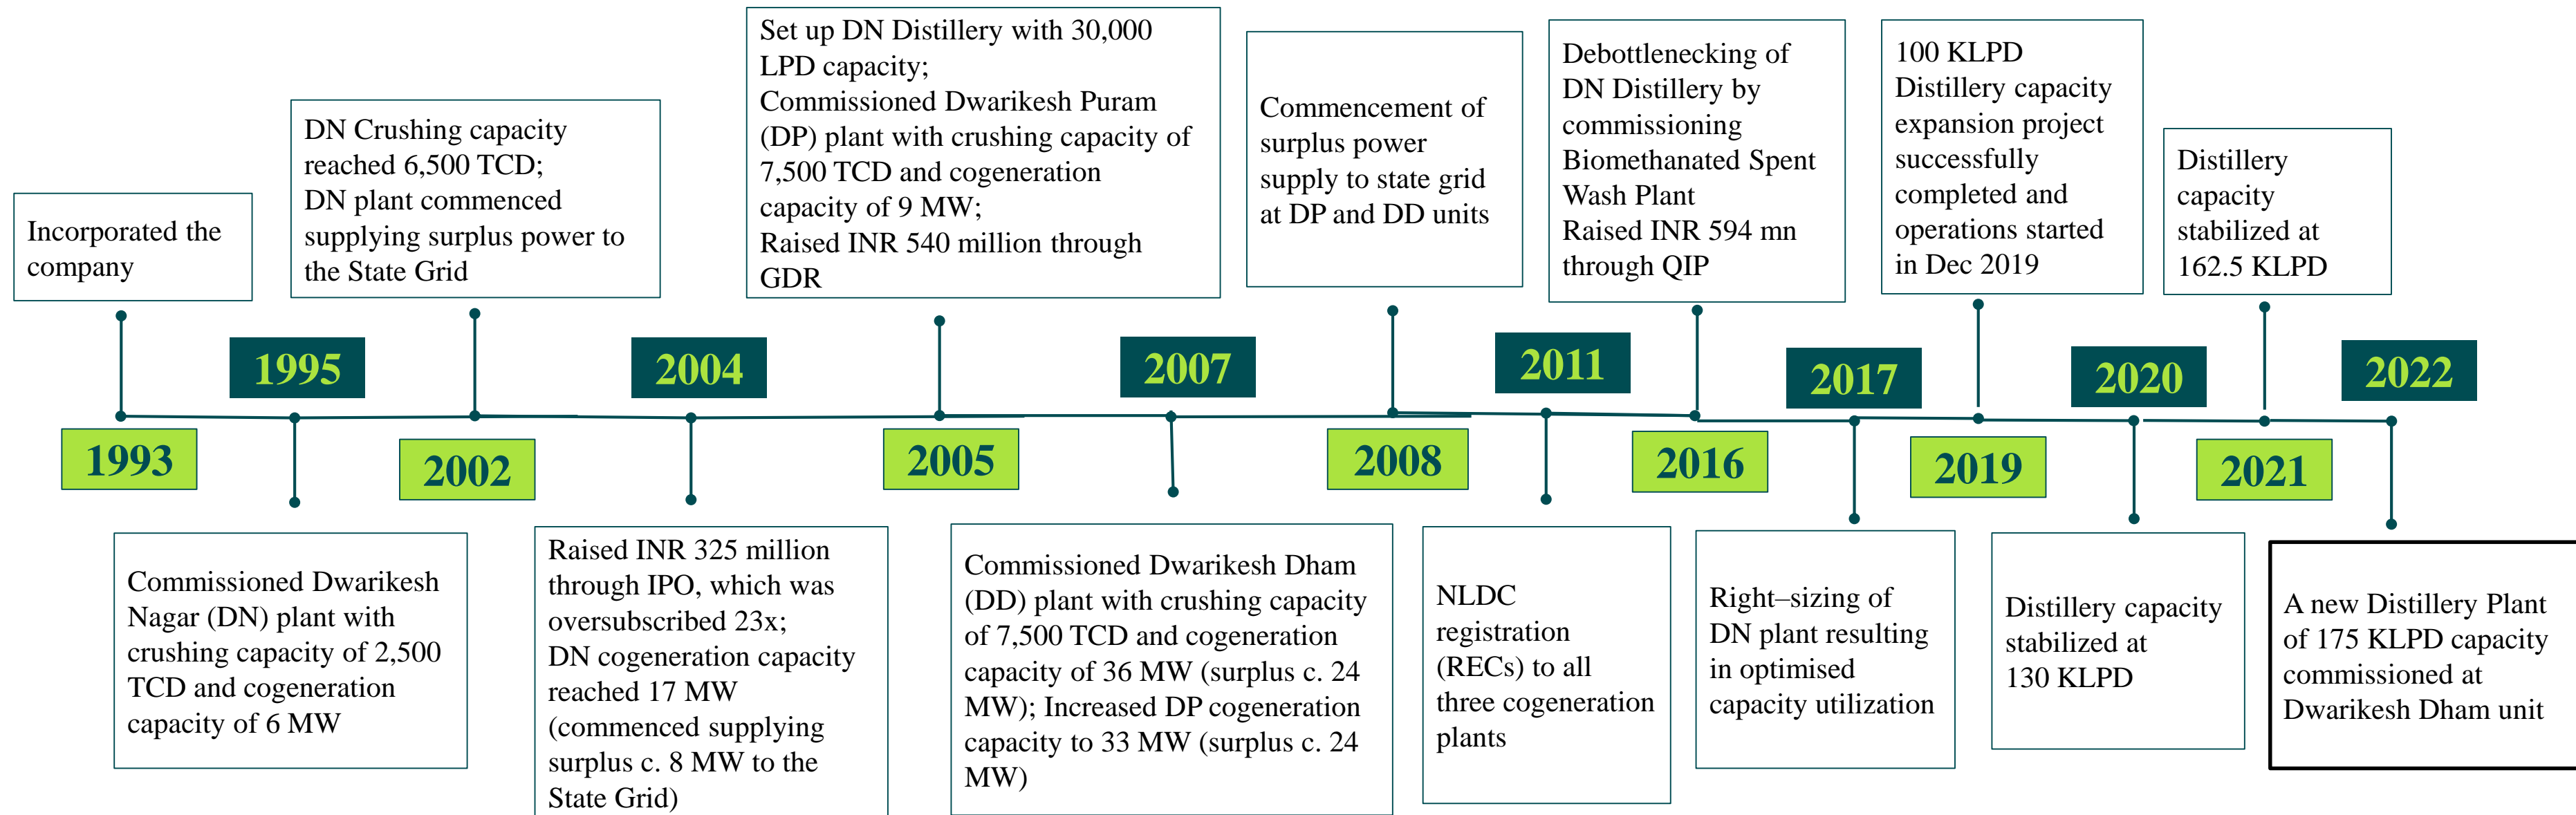 Incorporated the
company
1993
1995
Commissioned Dwarikesh
Nagar (DN) plant with
crushing capacity of 2,500
TCD and cogeneration
capacity of 6 MW
DN Crushing capacity
reached 6,500 TCD;
DN plant commenced
supplying surplus power to
the State Grid
2002
2004
Raised INR 325 million
through IPO, which was
oversubscribed 23x;
DN cogeneration capacity
reached 17 MW
(commenced supplying
surplus c. 8 MW to the
State Grid)
Set up DN Distillery with 30,000
LPD capacity;
Commissioned Dwarikesh Puram
(DP) plant with crushing capacity of
7,500 TCD and cogeneration
capacity of 9 MW;
Raised INR 540 million through
GDR
2005
2007
Commissioned Dwarikesh Dham
(DD) plant with crushing capacity
of 7,500 TCD and cogeneration
capacity of 36 MW (surplus c. 24
MW); Increased DP cogeneration
capacity to 33 MW (surplus c. 24
MW)
Commencement of
surplus power
supply to state grid
at DP and DD units
2008
2011
NLDC
registration
(RECs) to all
three cogeneration
plants
Debottlenecking of
DN Distillery by
commissioning
Biomethanated Spent
Wash Plant
Raised INR 594 mn
through QIP
2016
2017
Right–sizing of
DN plant resulting
in optimised
capacity utilization
100 KLPD
Distillery capacity
expansion project
successfully
completed and
operations started
in Dec 2019
2019
2020
Distillery capacity
stabilized at
130 KLPD
Distillery
capacity
stabilized at
162.5 KLPD
2021
2022
A new Distillery Plant
of 175 KLPD capacity
commissioned at
Dwarikesh Dham unit